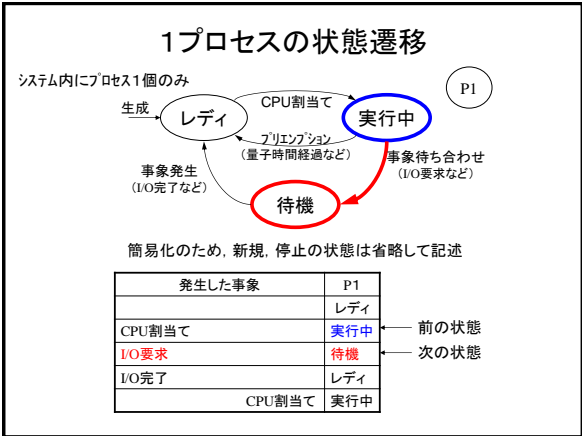 1プロセスの状態遷移
システム内にプロセス1個のみ
P1
生成
レディ
CPU割当て
実行中
プリエンプション
(量子時間経過など)
事象発生
(I/O完了など)
事象待ち合わせ
(I/O要求など)
待機
簡易化のため, 新規, 停止の状態は省略して記述
発生した事象 P1
レディ
CPU割当て 実行中 前の状態
I/O要求 待機 次の状態
I/O完了 レディ
CPU割当て 実行中